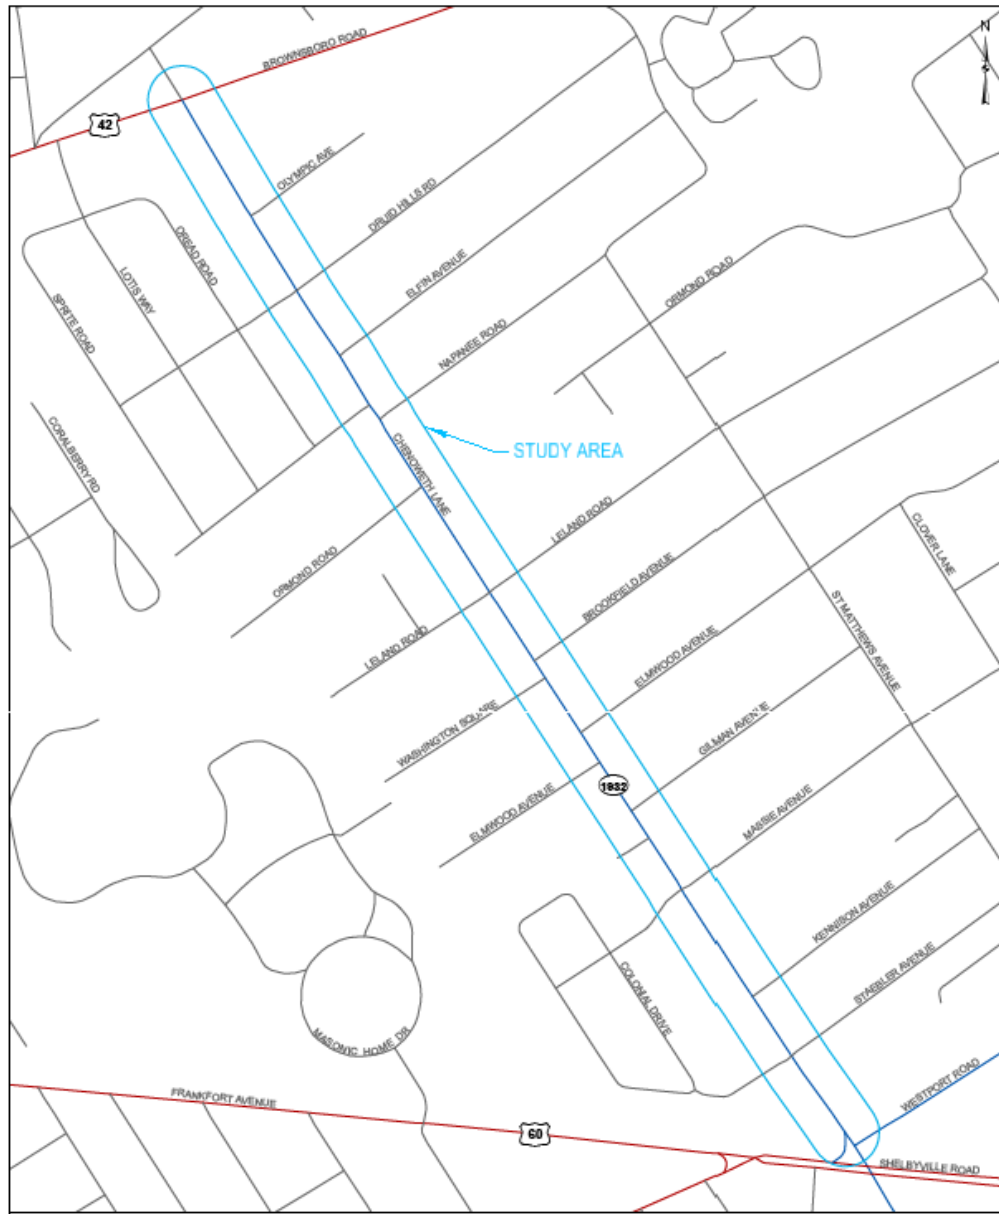 N
BROWNSBORO ROAD
42
OLYMPIC AVE
DRUID HILLS RD
OREAD ROAD
LOTIS WAY
ELFIN AVENUE
ORMOND ROAD
SPRITE ROAD
NAPANEE ROAD
CORALBERRY RD
CHENOWETH LANE
STUDY AREA
LELAND ROAD
CLOVER LANE
ORMOND ROAD
BROOKFIELD AVENUE
ST MATTHEWS AVENUE
LELAND ROAD
ELMWOOD AVENUE
WASHINGTON SQUARE
GILMAN AVENUE
1932
ELMWOOD AVENUE
MASSIE AVENUE
KENNISON AVENUE
COLONIAL DRIVE
STAEBLER AVENUE
MASONIC HOME DR
FRANKFORT AVENUE
WESTPORT ROAD
60
SHELBYVILLE ROAD